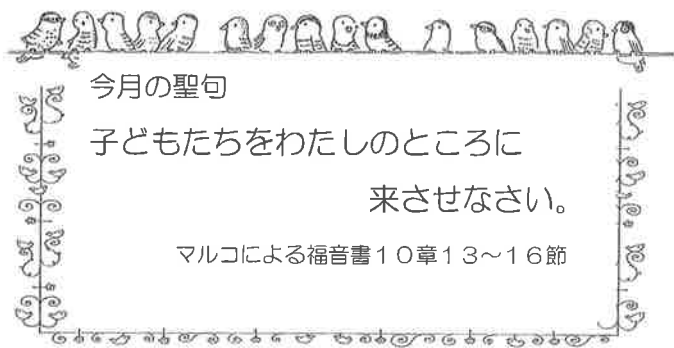 今月の聖句
子どもたちをわたしのところに
来させなさい。
マルコによる福音書１０章１３～１６節